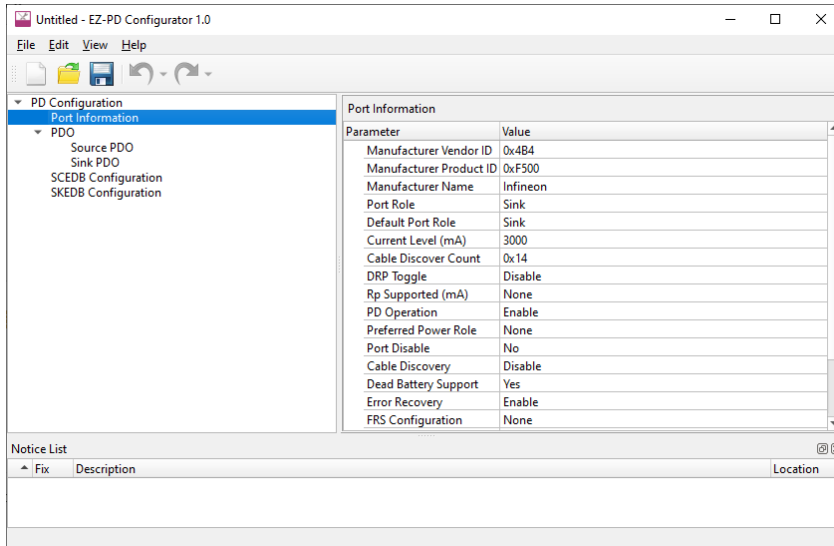 Untitled - EZ-PD Configurator 1.0
File Edit View Help
PD Configuration
Port Information
PDO
Source PDO
Sink PDO
SCEDB Configuration
SKEDB Configuration
Port Information
Parameter Value
Manufacturer Vendor ID 0x4B4
Manufacturer Product ID 0xF500
Manufacturer Name Infineon
Port Role Sink
Default Port Role Sink
Current Level (mA) 3000
Cable Discover Count 0x14
DRP Toggle Disable
Rp Supported (mA) None
PD Operation Enable
Preferred Power Role None
Port Disable No
Cable Discovery Disable
Dead Battery Support Yes
Error Recovery Enable
FRS Configuration None
Notice List
Fix Description Location